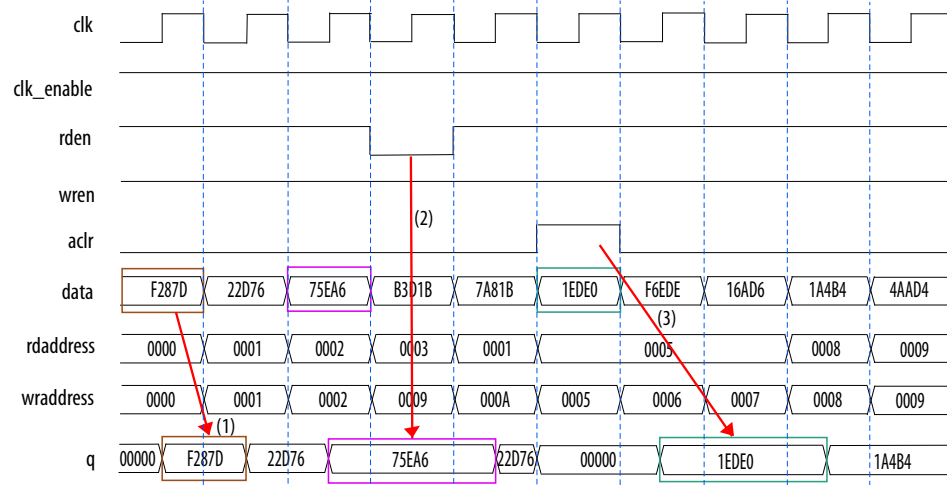 clk
clk_enable
rden
wren
(2)
aclr
data F287D 22D76 75EA6 B3D1B 7A81B 1EDE0 F6EDE 16AD6 1A4B4 4AAD4
(3)
rdaddress 0000 0001 0002 0003 0001 0005 0008 0009
wraddress 0000 0001 0002 0009 000A 0005 0006 0007 0008 0009
(1)
q 00000 F287D 22D76 75EA6 22D76 00000 1EDE0 1A4B4